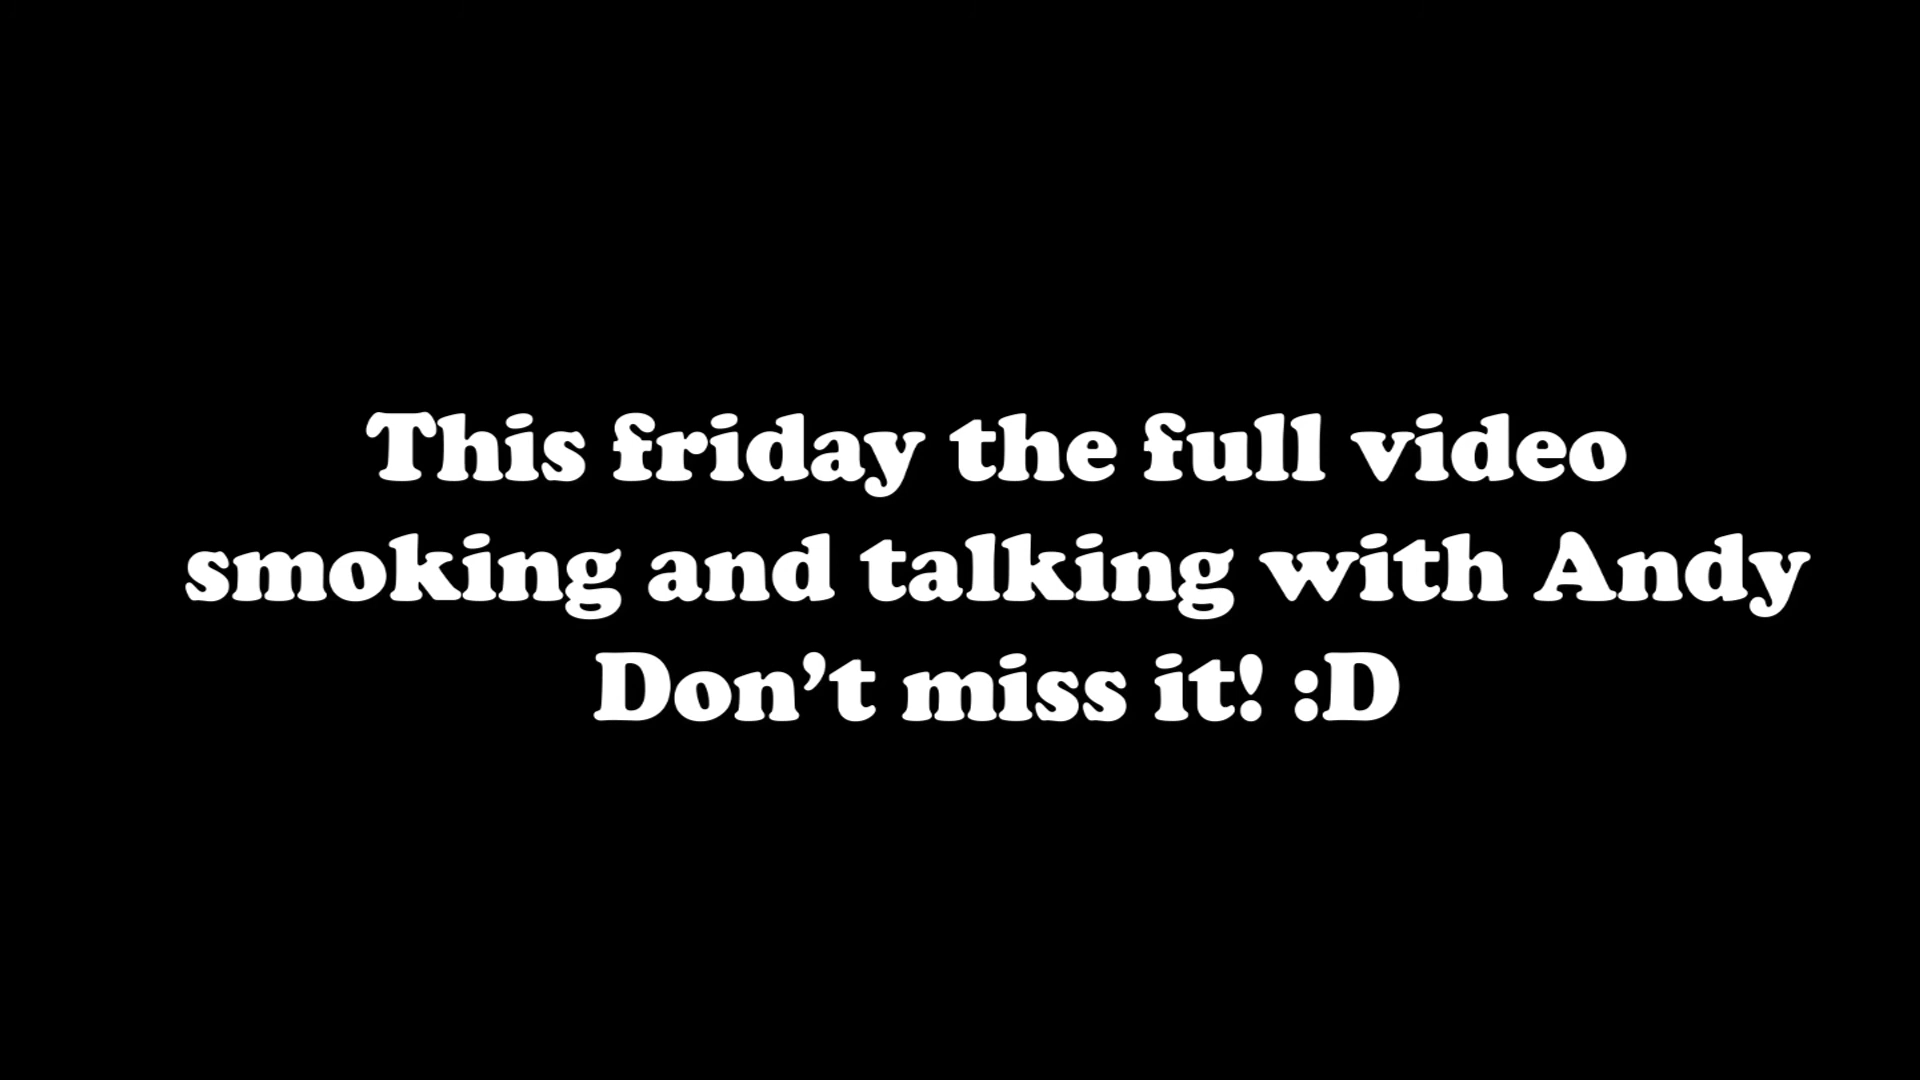 This friday the full video
smoking and talking with Andy
Don’t miss it! :D